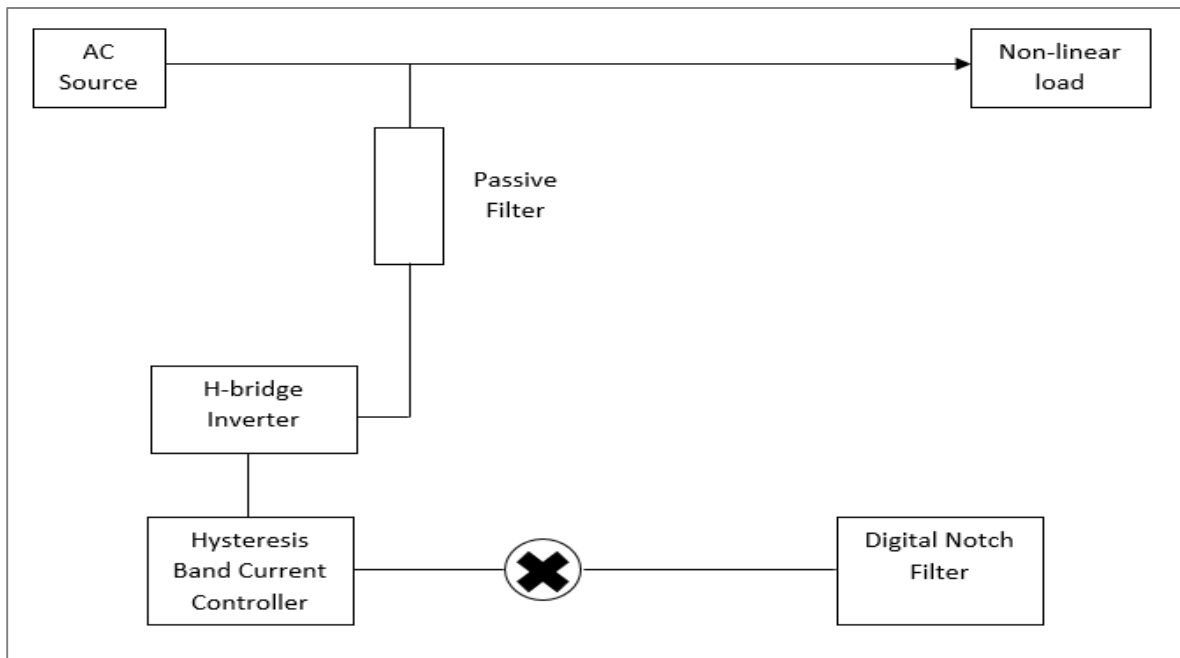 AC
Source
Non-linear
load
Passive
Filter
H-bridge
Inverter
Hysteresis
Band Current
Controller
Digital Notch
Filter